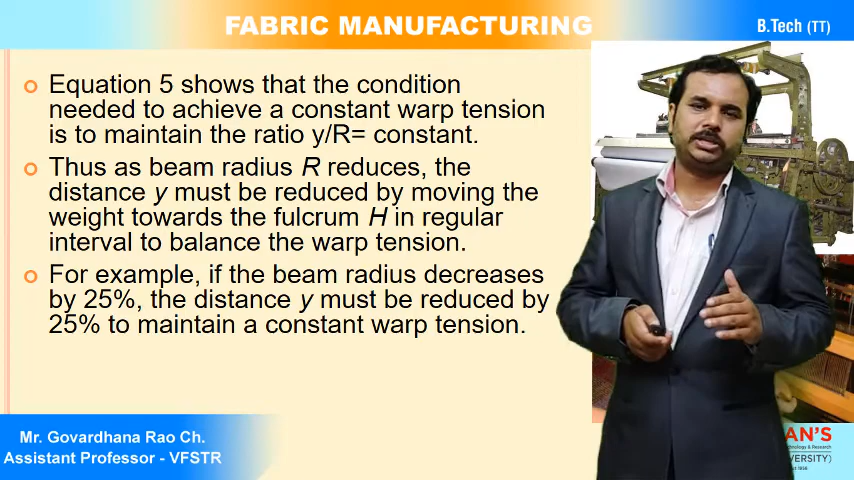 FABRIC MANUFACTURING
B.Tech (TT)
Equation 5 shows that the condition
needed to achieve a constant warp tension
is to maintain the ratio y/R= constant.
Thus as beam radius R reduces, the
distance y must be reduced by moving the
weight towards the fulcrum H in regular
interval to balance the warp tension.
For example, if the beam radius decreases
by 25%, the distance y must be reduced by
25% to maintain a constant warp tension.
Mr. Govardhana Rao Ch.
Assistant Professor - VFSTR
AN'S
Technology & Research
VERSITY)